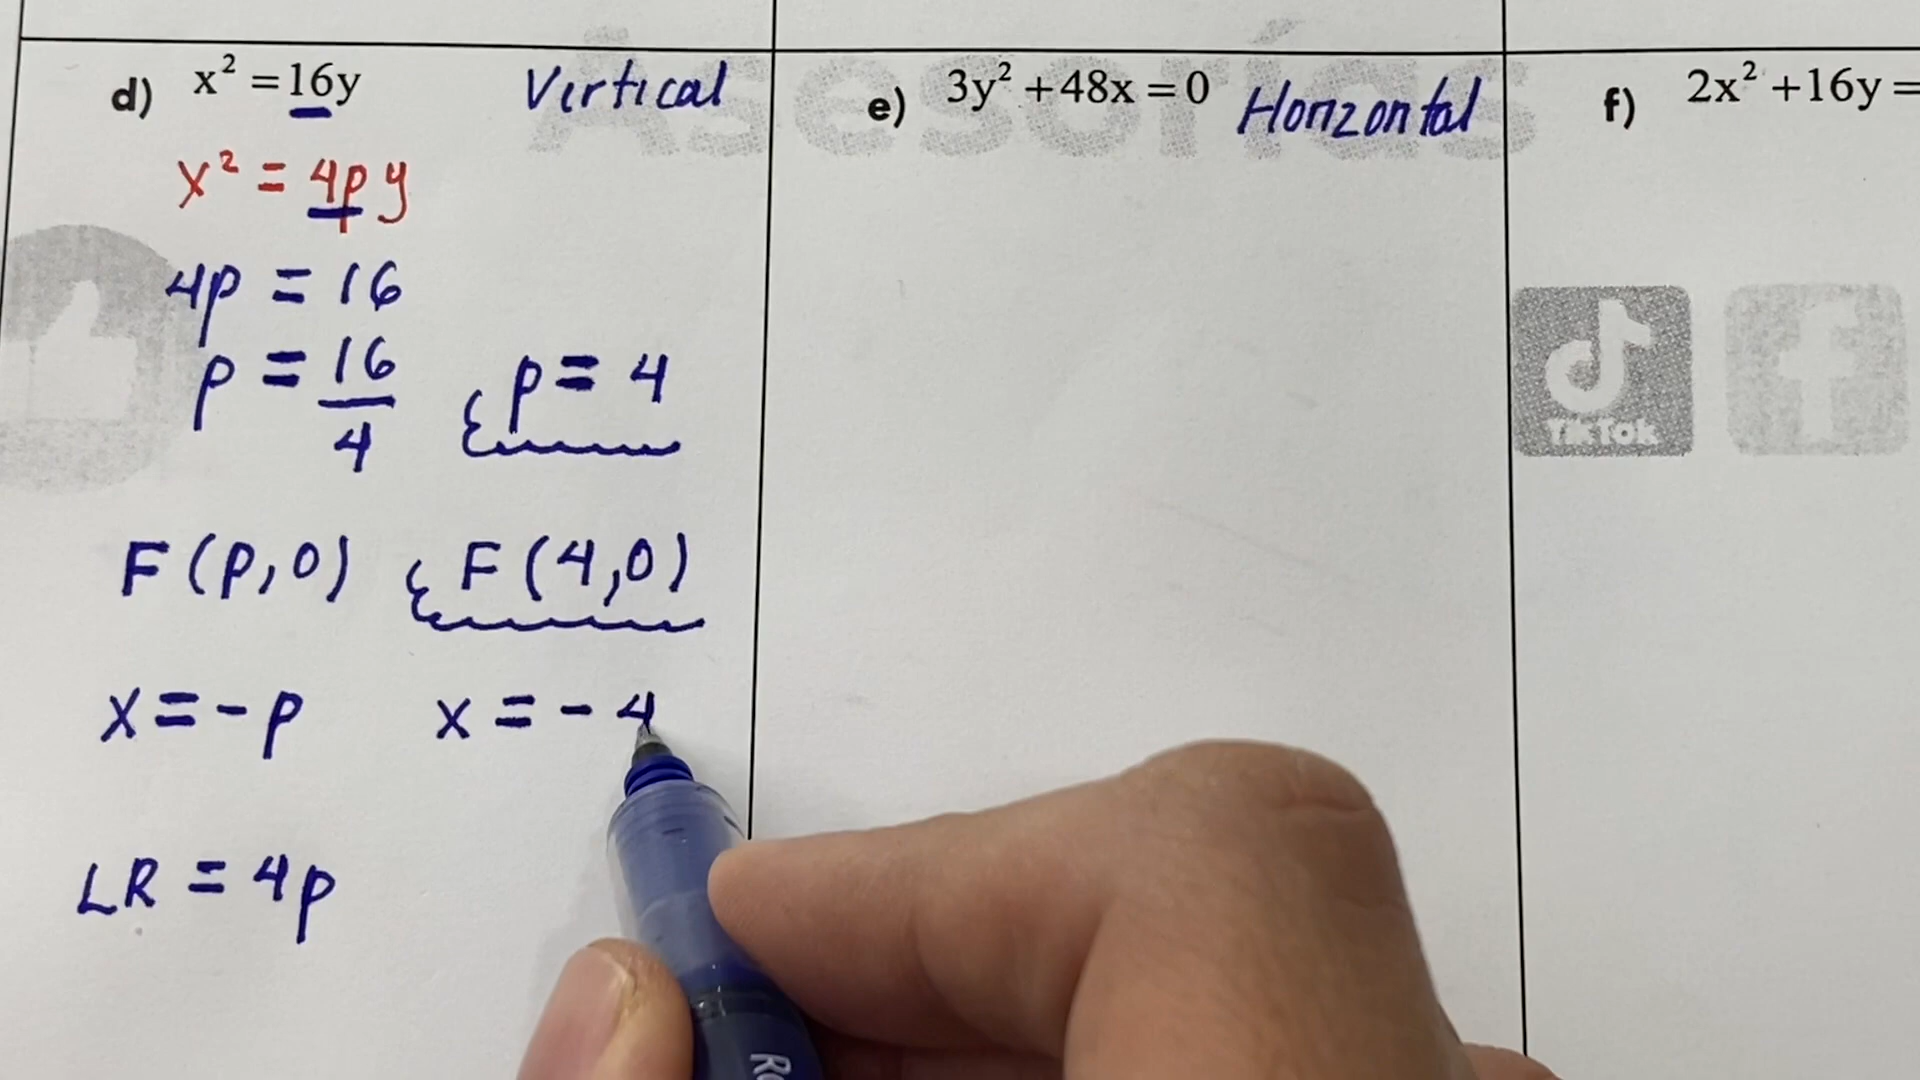 Asesorías
d) x² = 16y Vertical
x² = 4py
4p = 16
p = 16/4 p = 4
F(p,0) F(4,0)
x = -p x = -4
LR = 4p
e) 3y² + 48x = 0 Horizontal
f) 2x² + 16y =
TikTok